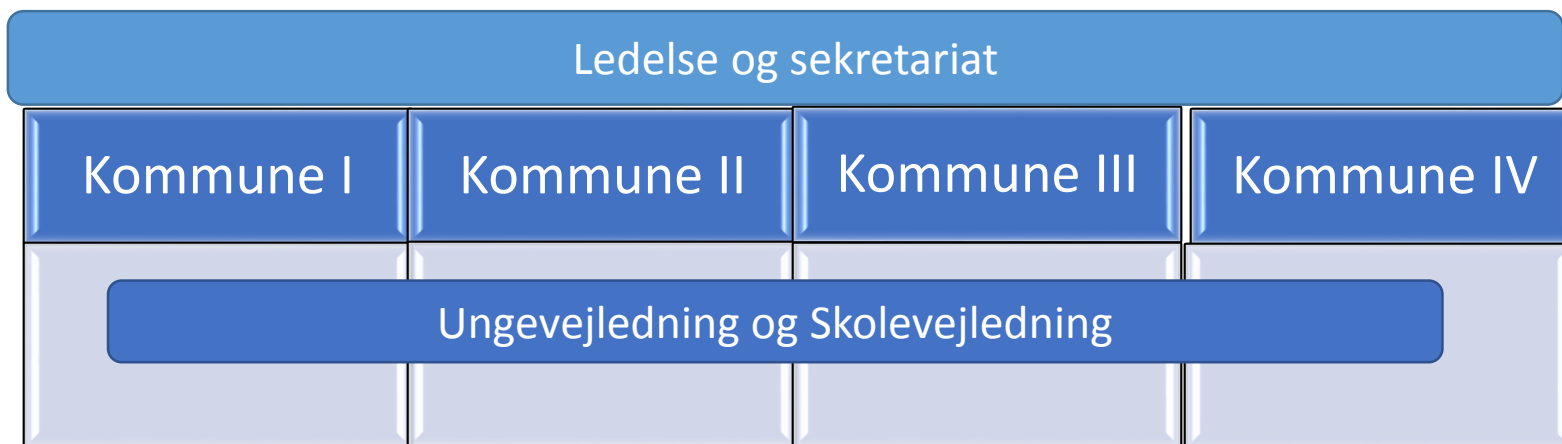 Ledelse og sekretariat
Kommune I
Kommune II
Kommune III
Kommune IV
Ungevejledning og Skolevejledning